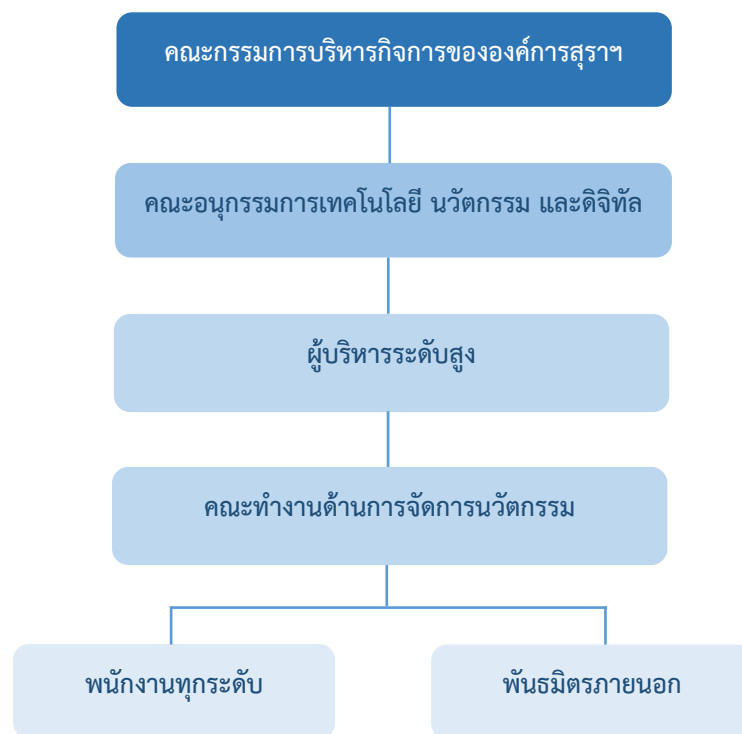 คณะกรรมการบริหารกิจการขององค์การสุราฯ
คณะอนุกรรมการเทคโนโลยี นวัตกรรม และดิจิทัล
ผู้บริหารระดับสูง
คณะทำงานด้านการจัดการนวัตกรรม
พนักงานทุกระดับ
พันธมิตรภายนอก